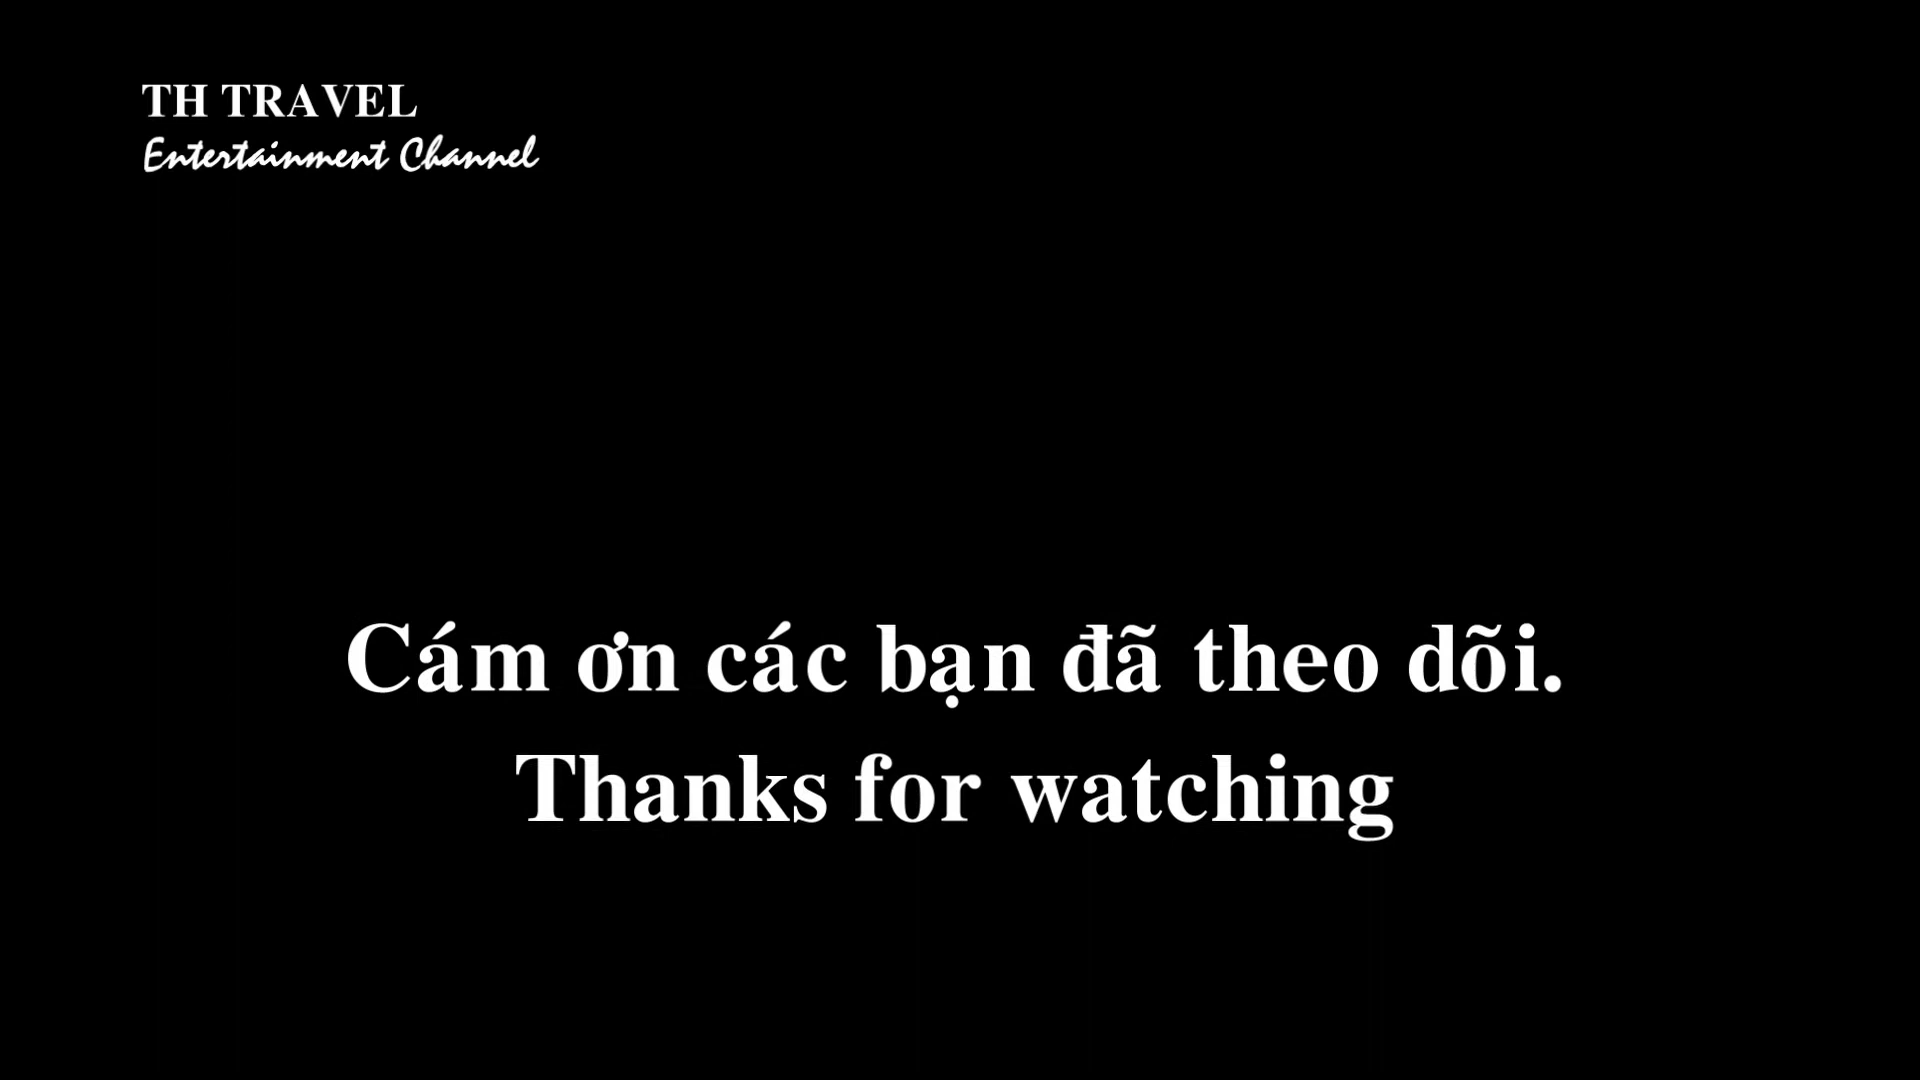 TH TRAVEL
Entertainment Channel
Cám ơn các bạn đã theo dõi.
Thanks for watching